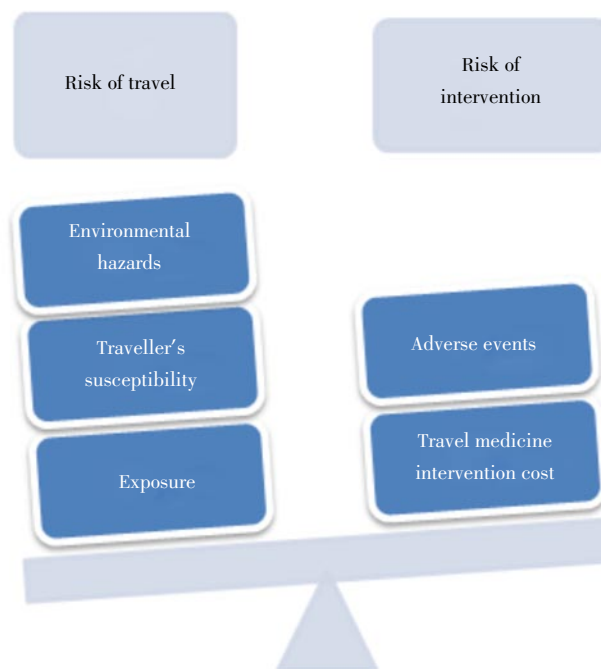 Risk of travel
Risk of
intervention
Environmental
hazards
Traveller's
susceptibility
Exposure
Adverse events
Travel medicine
intervention cost